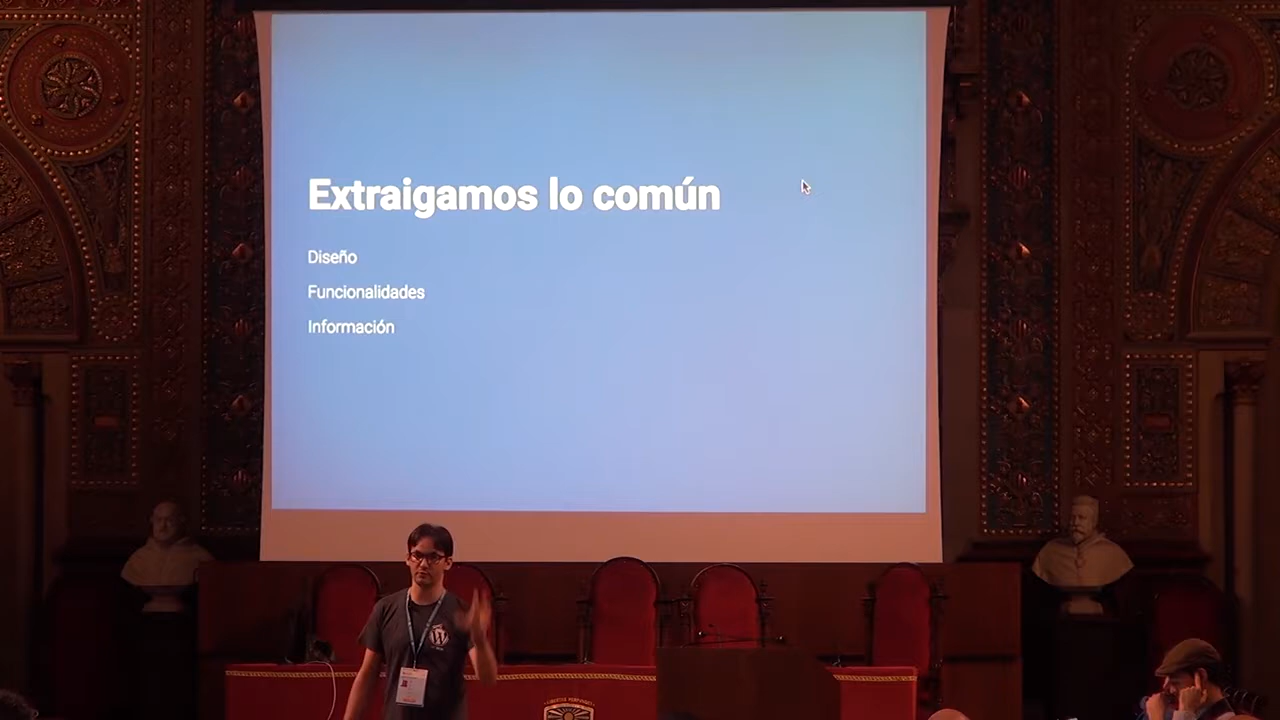 Extraigamos lo común
Diseño
Funcionalidades
Información